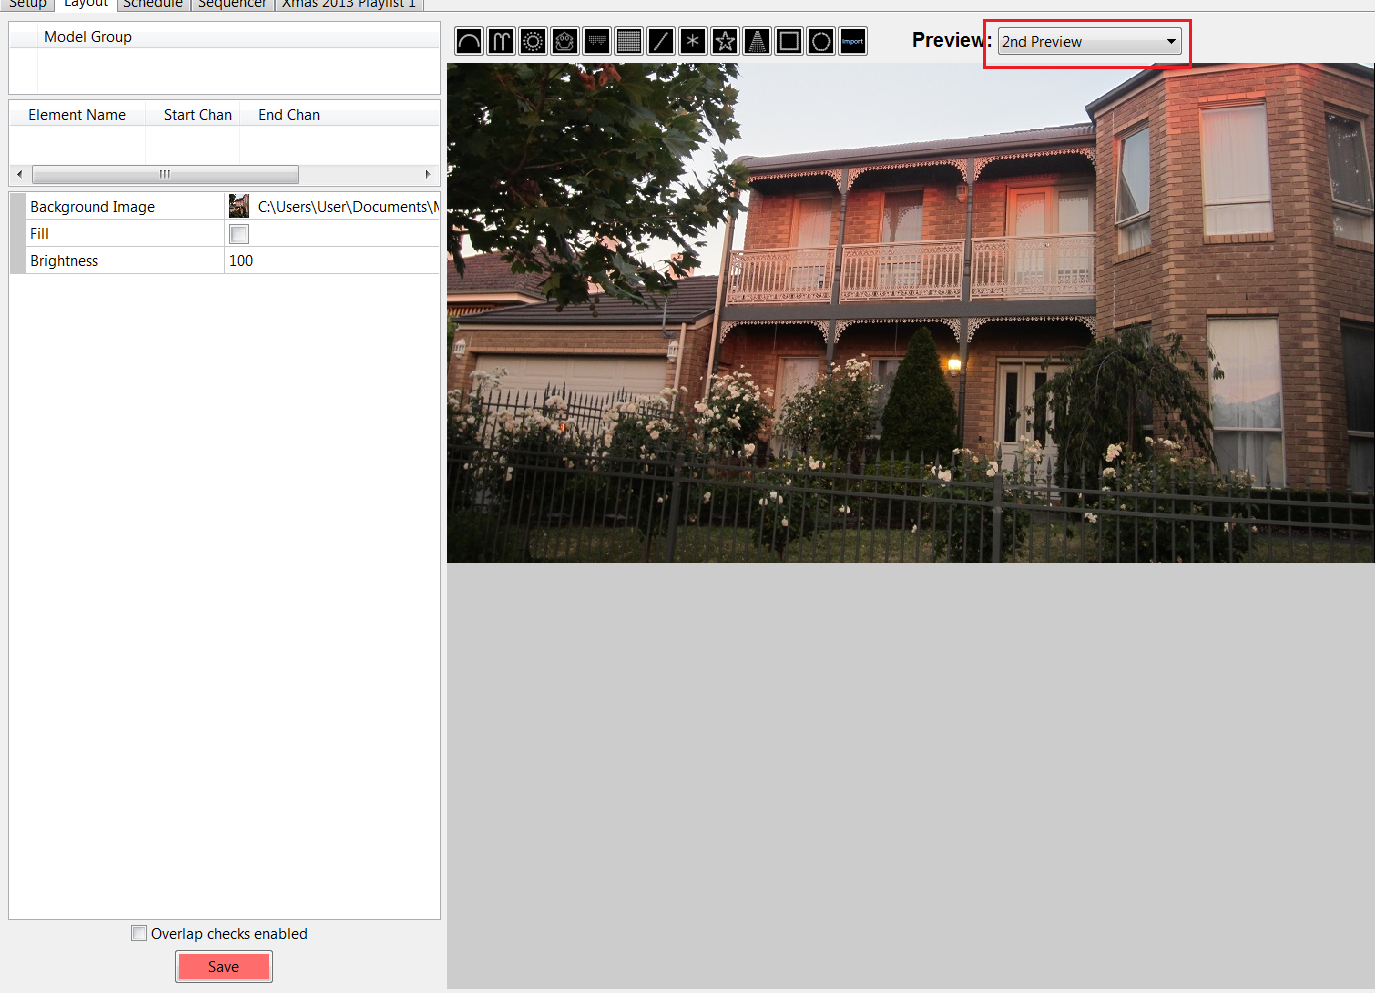 Setup Layout Schedule Sequencer Xmas 2013 Playlist 1
Model Group
Import
Preview: 2nd Preview
Element Name Start Chan End Chan
Background Image C:\Users\User\Documents\
Fill
Brightness 100
Overlap checks enabled
Save